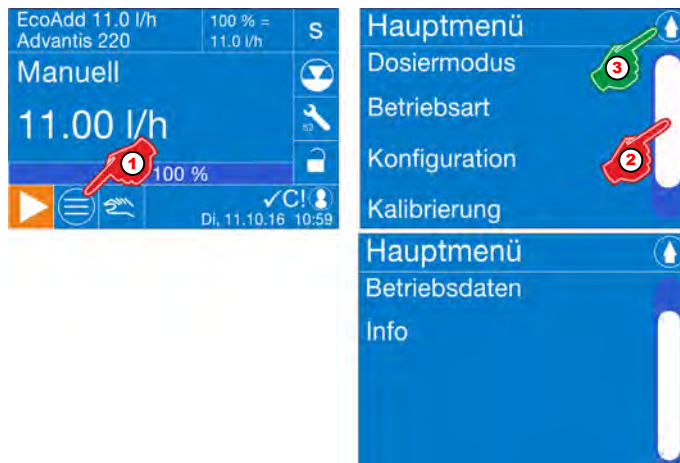 EcoAdd 11.0 l/h
Advantis 220
100 % =
11.0 l/h
S
Manuell
11.00 l/h
100 %
1
✓C!
Di, 11.10.16 10:59
Hauptmenü
3
Dosiermodus
Betriebsart
2
Konfiguration
Kalibrierung
Hauptmenü
Betriebsdaten
Info